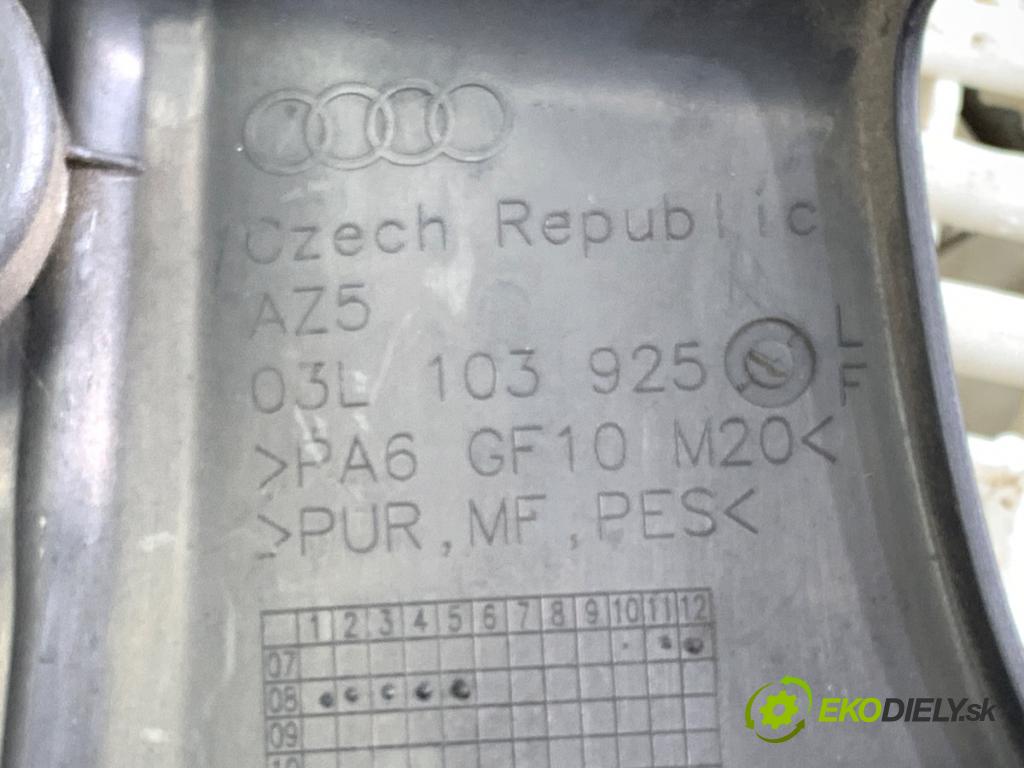 Czech Republic
AZ5
03L 103 925 L
F
>PA6 GF10 M20<
>PUR,MF,PES<
1 2 3 4 5 6 7 8 9 10 11 12
07
08
09
10
EKODIELY.sk